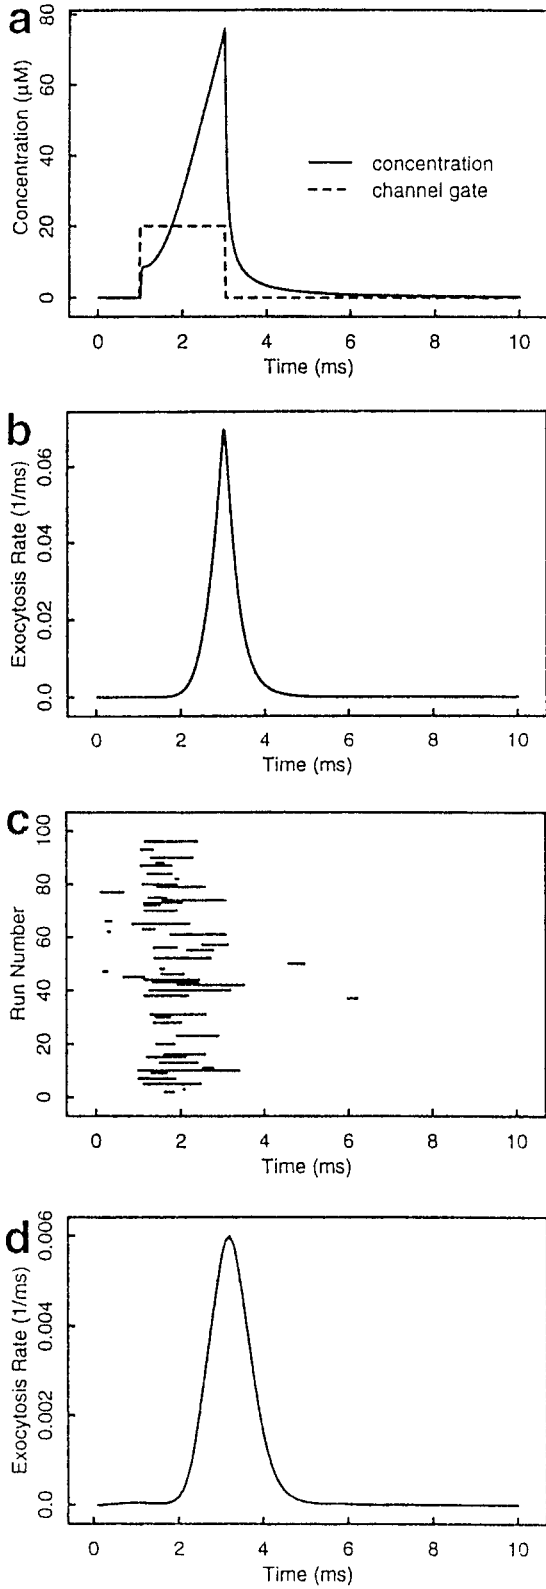 a
80
60
40
20
0
Concentration (μM)
concentration
channel gate
0 2 4 6 8 10
Time (ms)
b
0.06
0.04
0.02
0.0
Exocytosis Rate (1/ms)
0 2 4 6 8 10
Time (ms)
c
100
80
60
40
20
0
Run Number
0 2 4 6 8 10
Time (ms)
d
0.006
0.004
0.002
0.0
Exocytosis Rate (1/ms)
0 2 4 6 8 10
Time (ms)